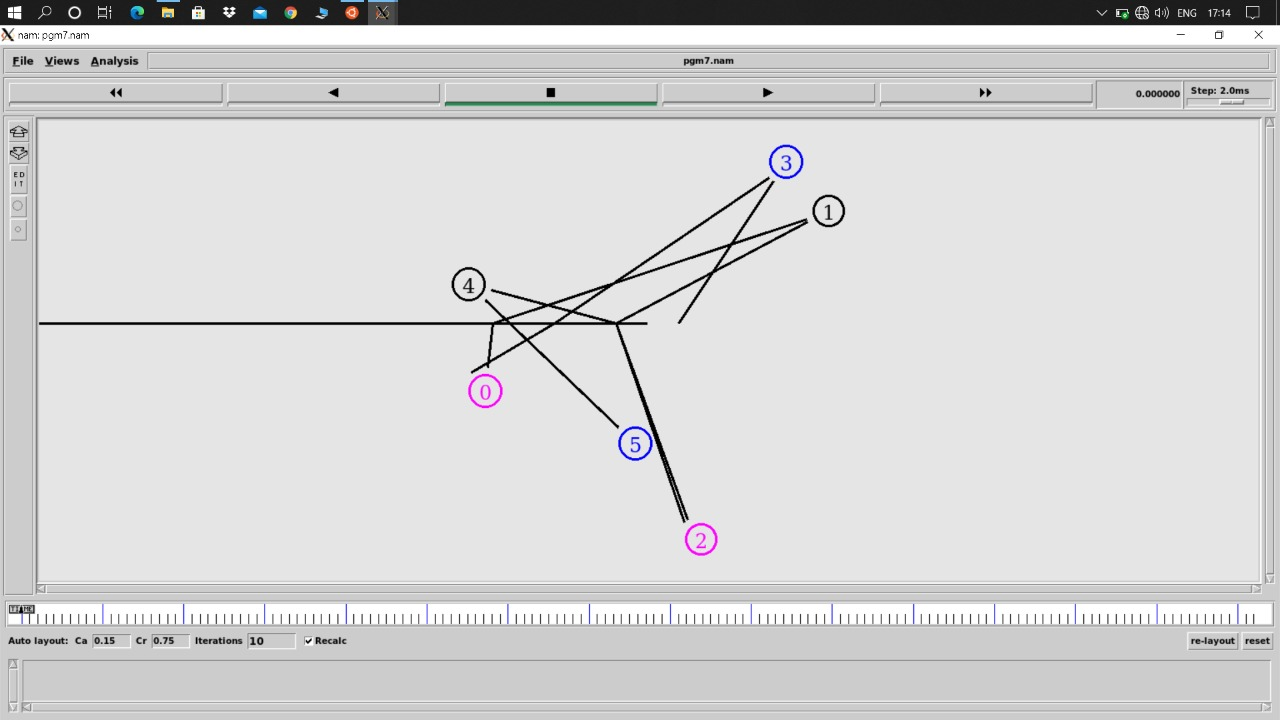 ENG 17:14
nam: pgm7.nam
File Views Analysis pgm7.nam
0.000000 Step: 2.0ms
ED
IT
3
1
4
0
5
2
Auto layout: Ca 0.15 Cr 0.75 Iterations 10 Recalc re-layout reset